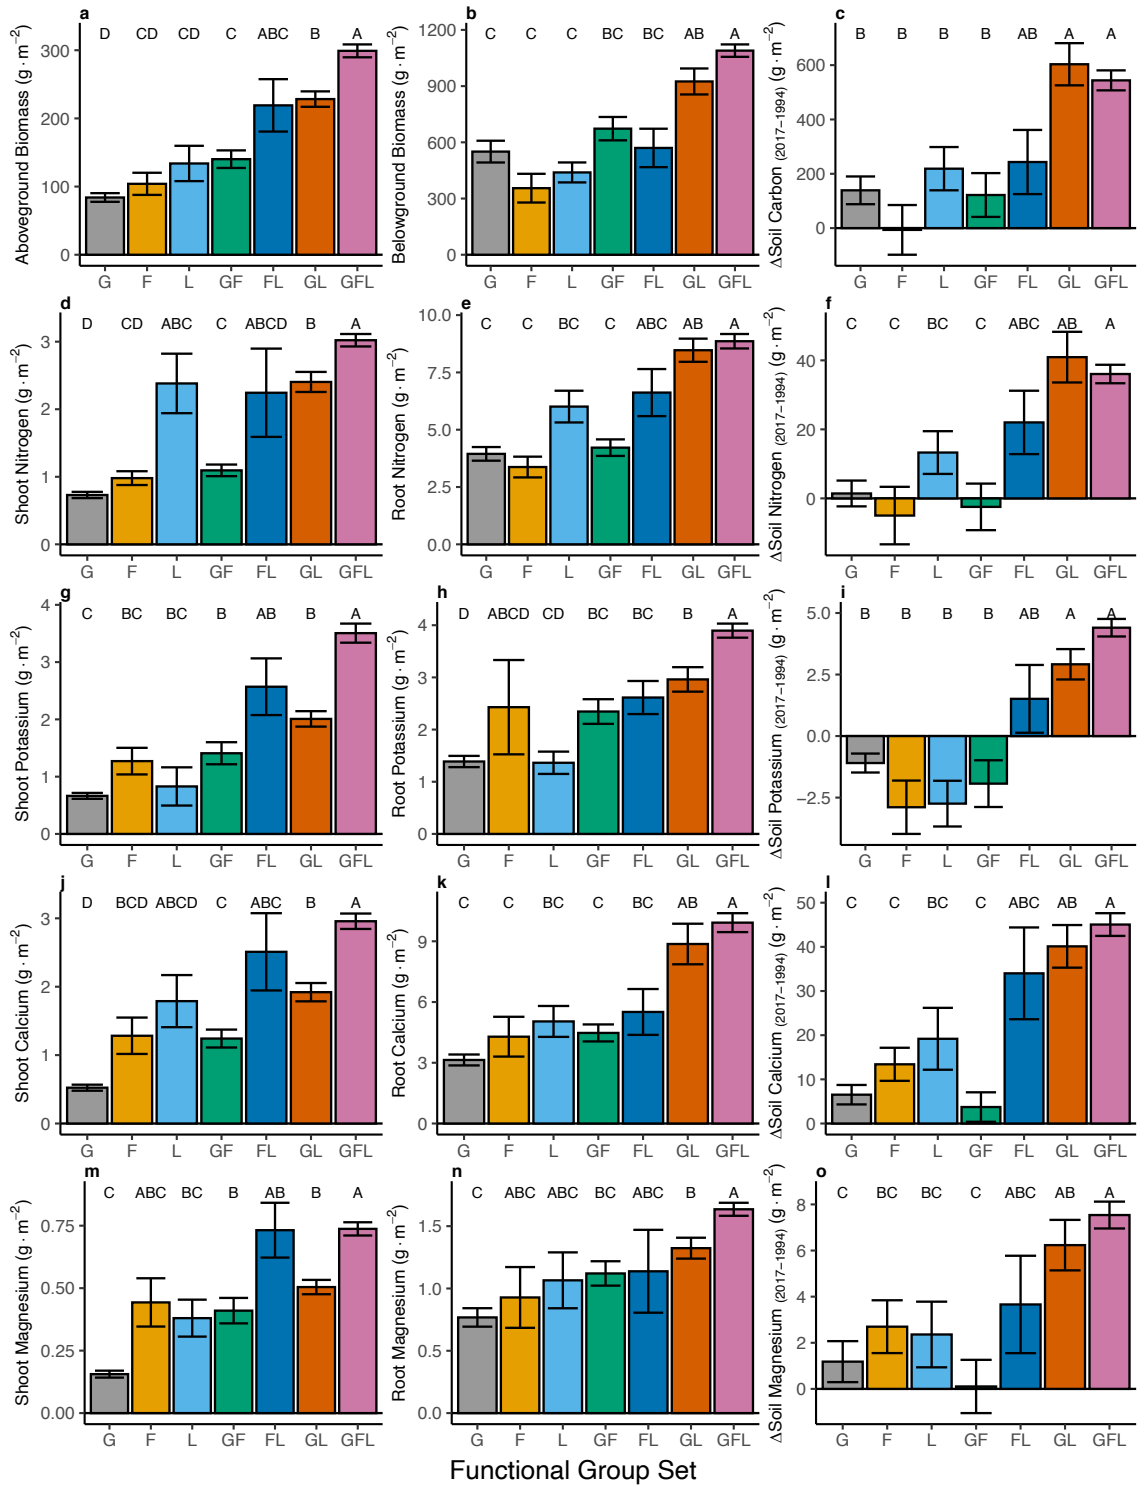 a
D CD CD C ABC B A
Aboveground Biomass (g · m−2)
300
200
100
0
G F L GF FL GL GFL
b
C C C BC BC AB A
Belowground Biomass (g · m−2)
1200
900
600
300
0
G F L GF FL GL GFL
c
B B B B AB A A
ΔSoil Carbon (2017−1994) (g · m−2)
600
400
200
0
G F L GF FL GL GFL
d
D CD ABC C ABCD B A
Shoot Nitrogen (g · m−2)
3
2
1
0
G F L GF FL GL GFL
e
C C BC C ABC AB A
Root Nitrogen (g · m−2)
10.0
7.5
5.0
2.5
0.0
G F L GF FL GL GFL
f
C C BC C ABC AB A
ΔSoil Nitrogen (2017−1994) (g · m−2)
40
20
0
G F L GF FL GL GFL
g
C BC BC B AB B A
Shoot Potassium (g · m−2)
4
3
2
1
0
G F L GF FL GL GFL
h
D ABCD CD BC BC B A
Root Potassium (g · m−2)
4
3
2
1
0
G F L GF FL GL GFL
i
B B B B AB A A
ΔSoil Potassium (2017−1994) (g · m−2)
5.0
2.5
0.0
−2.5
G F L GF FL GL GFL
j
D BCD ABCD C ABC B A
Shoot Calcium (g · m−2)
3
2
1
0
G F L GF FL GL GFL
k
C C BC C BC AB A
Root Calcium (g · m−2)
9
6
3
0
G F L GF FL GL GFL
l
C C BC C ABC AB A
ΔSoil Calcium (2017−1994) (g · m−2)
50
40
30
20
10
0
G F L GF FL GL GFL
m
C ABC BC B AB B A
Shoot Magnesium (g · m−2)
0.75
0.50
0.25
0.00
G F L GF FL GL GFL
n
C ABC ABC BC ABC B A
Root Magnesium (g · m−2)
1.5
1.0
0.5
0.0
G F L GF FL GL GFL
o
C BC BC C ABC AB A
ΔSoil Magnesium (2017−1994) (g · m−2)
8
6
4
2
0
G F L GF FL GL GFL
Functional Group Set